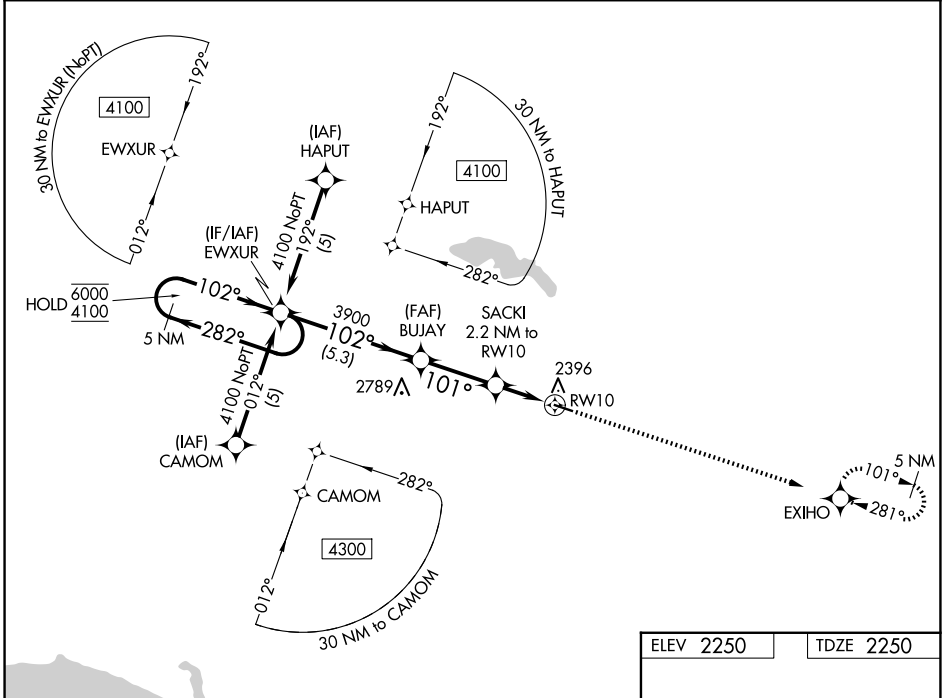 30 NM to EWXUR (NoPT)
192°
4100
EWXUR
012°
(IAF)
HAPUT
192°
30 NM to HAPUT
4100
HAPUT
282°
4100 NoPT
192°
(5)
(IF/IAF)
EWXUR
HOLD
6000
4100
102°
282°
5 NM
3900
102°
(5.3)
(FAF)
BUJAY
SACKI
2.2 NM to
RW10
2789
101°
2396
RW10
4100 NoPT
012°
(5)
(IAF)
CAMOM
CAMOM
282°
4300
012°
30 NM to CAMOM
5 NM
101°
281°
EXIHO
ELEV 2250
TDZE 2250